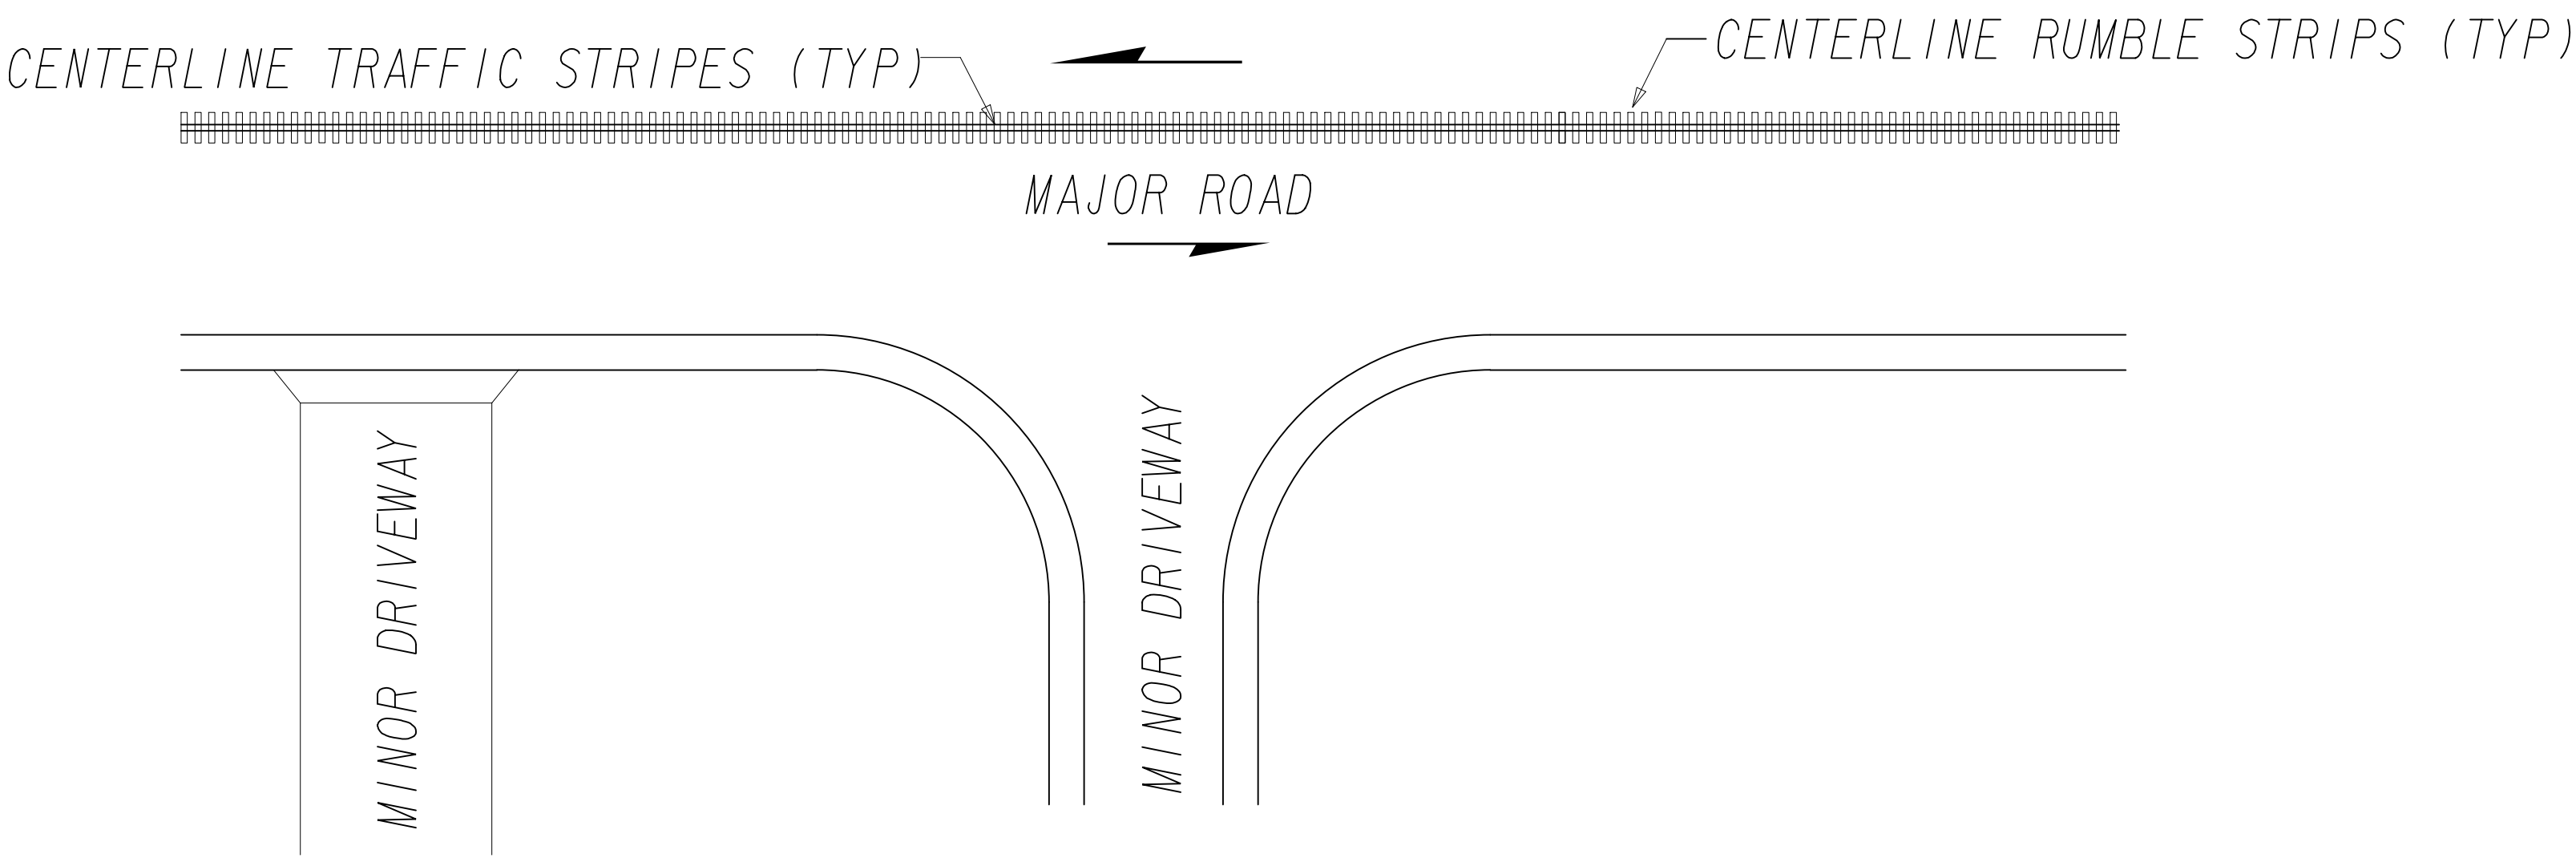 CENTERLINE TRAFFIC STRIPES (TYP)
CENTERLINE RUMBLE STRIPS (TYP)
MAJOR ROAD
MINOR DRIVEWAY
MINOR DRIVEWAY